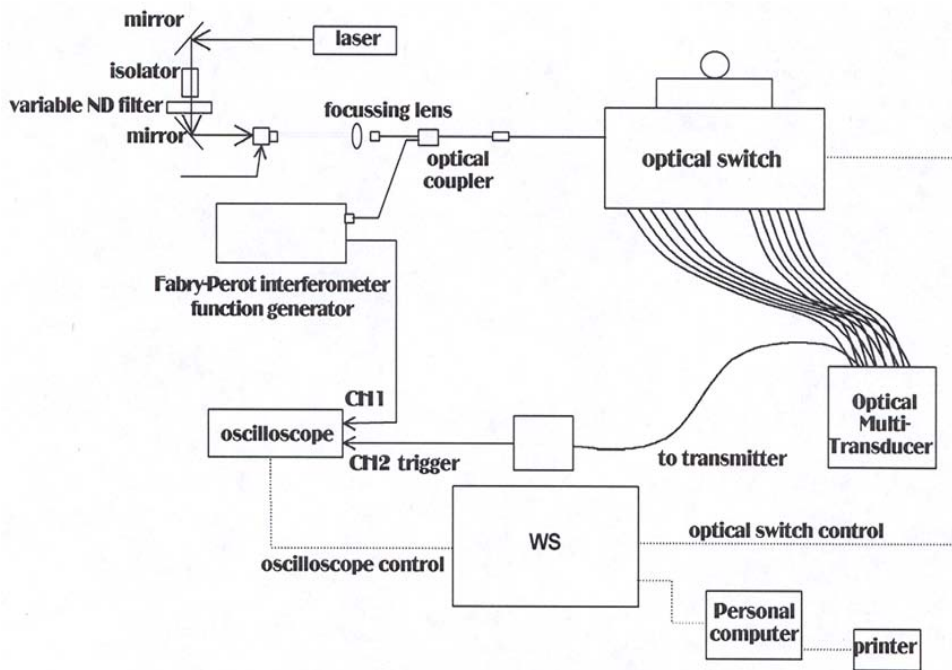 mirror
laser
isolator
variable ND filter
mirror
focussing lens
optical
coupler
optical switch
Fabry-Perot interferometer
function generator
CH1
oscilloscope
CH2 trigger
to transmitter
Optical
Multi-
Transducer
WS
optical switch control
oscilloscope control
Personal
computer
printer